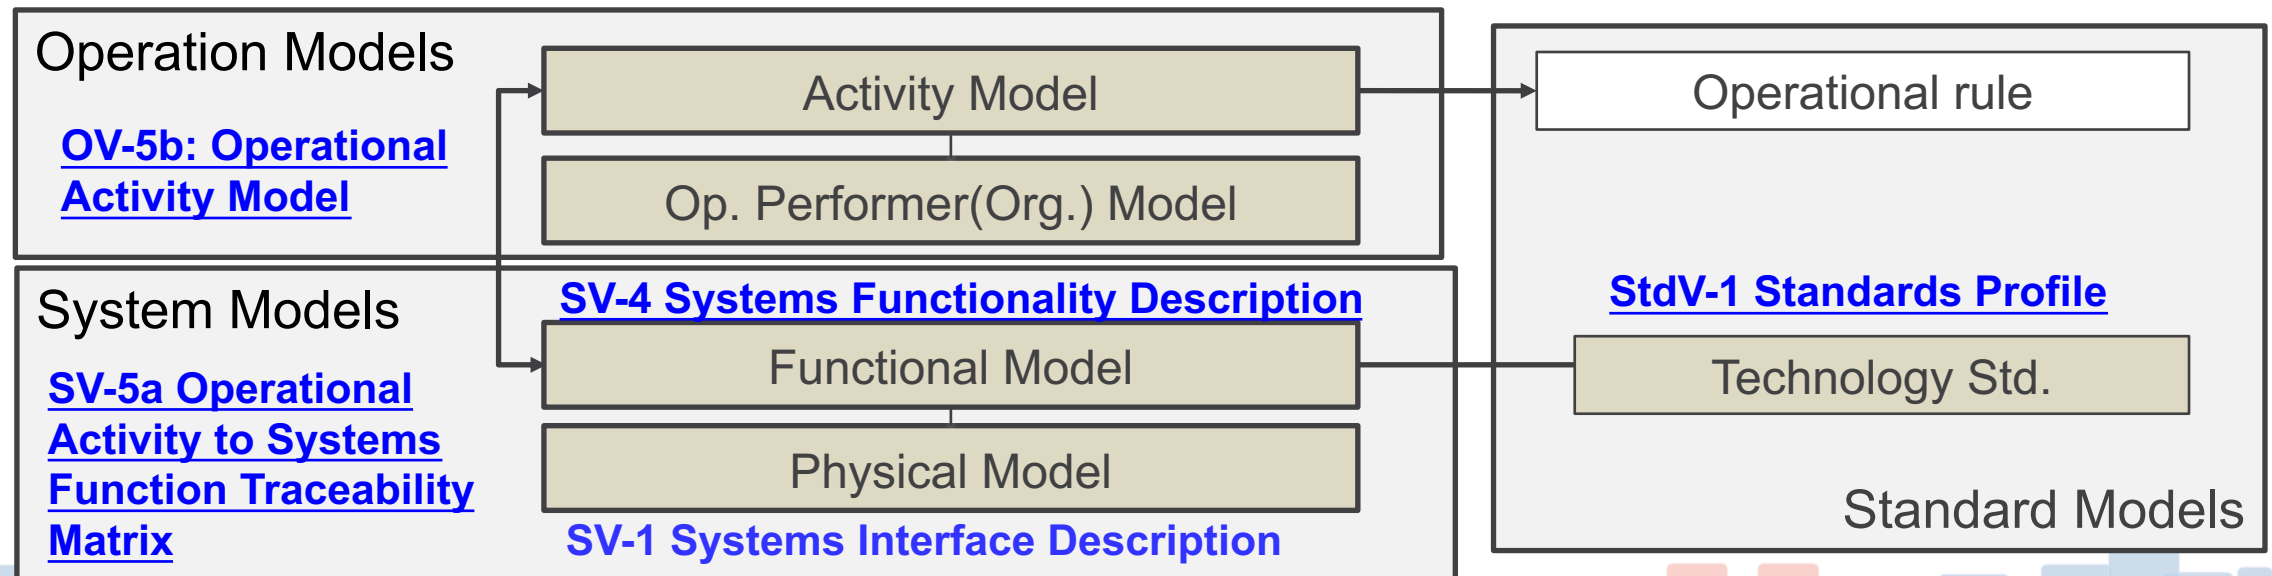 Operation Models
OV-5b: Operational
Activity Model
Activity Model
Op. Performer(Org.) Model
Operational rule
System Models
SV-5a Operational
Activity to Systems
Function Traceability
Matrix
SV-4 Systems Functionality Description
Functional Model
Physical Model
SV-1 Systems Interface Description
StdV-1 Standards Profile
Technology Std.
Standard Models